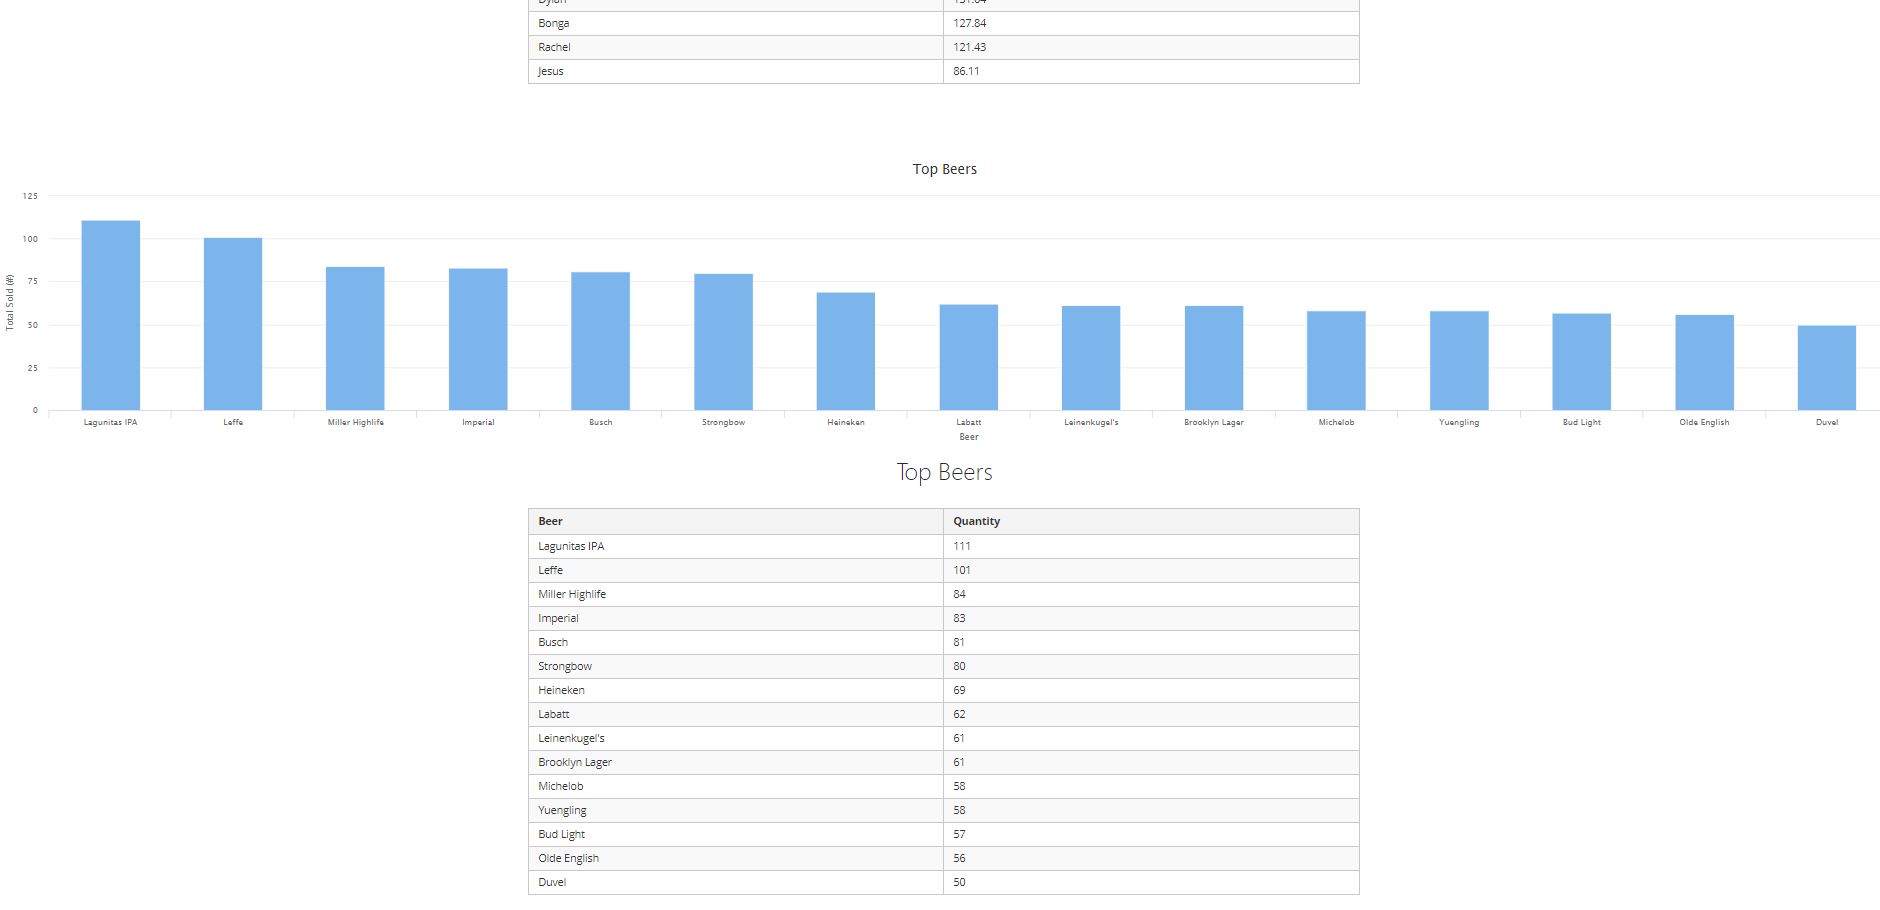 Bonga 127.84
Rachel 121.43
Jesus 86.11
Top Beers
125
100
75
50
25
0
Total Sold (#)
Lagunitas IPA Leffe Miller Highlife Imperial Busch Strongbow Heineken Labatt Leinenkugel's Brooklyn Lager Michelob Yuengling Bud Light Olde English Duvel
Beer
Top Beers
Beer Quantity
Lagunitas IPA 111
Leffe 101
Miller Highlife 84
Imperial 83
Busch 81
Strongbow 80
Heineken 69
Labatt 62
Leinenkugel's 61
Brooklyn Lager 61
Michelob 58
Yuengling 58
Bud Light 57
Olde English 56
Duvel 50